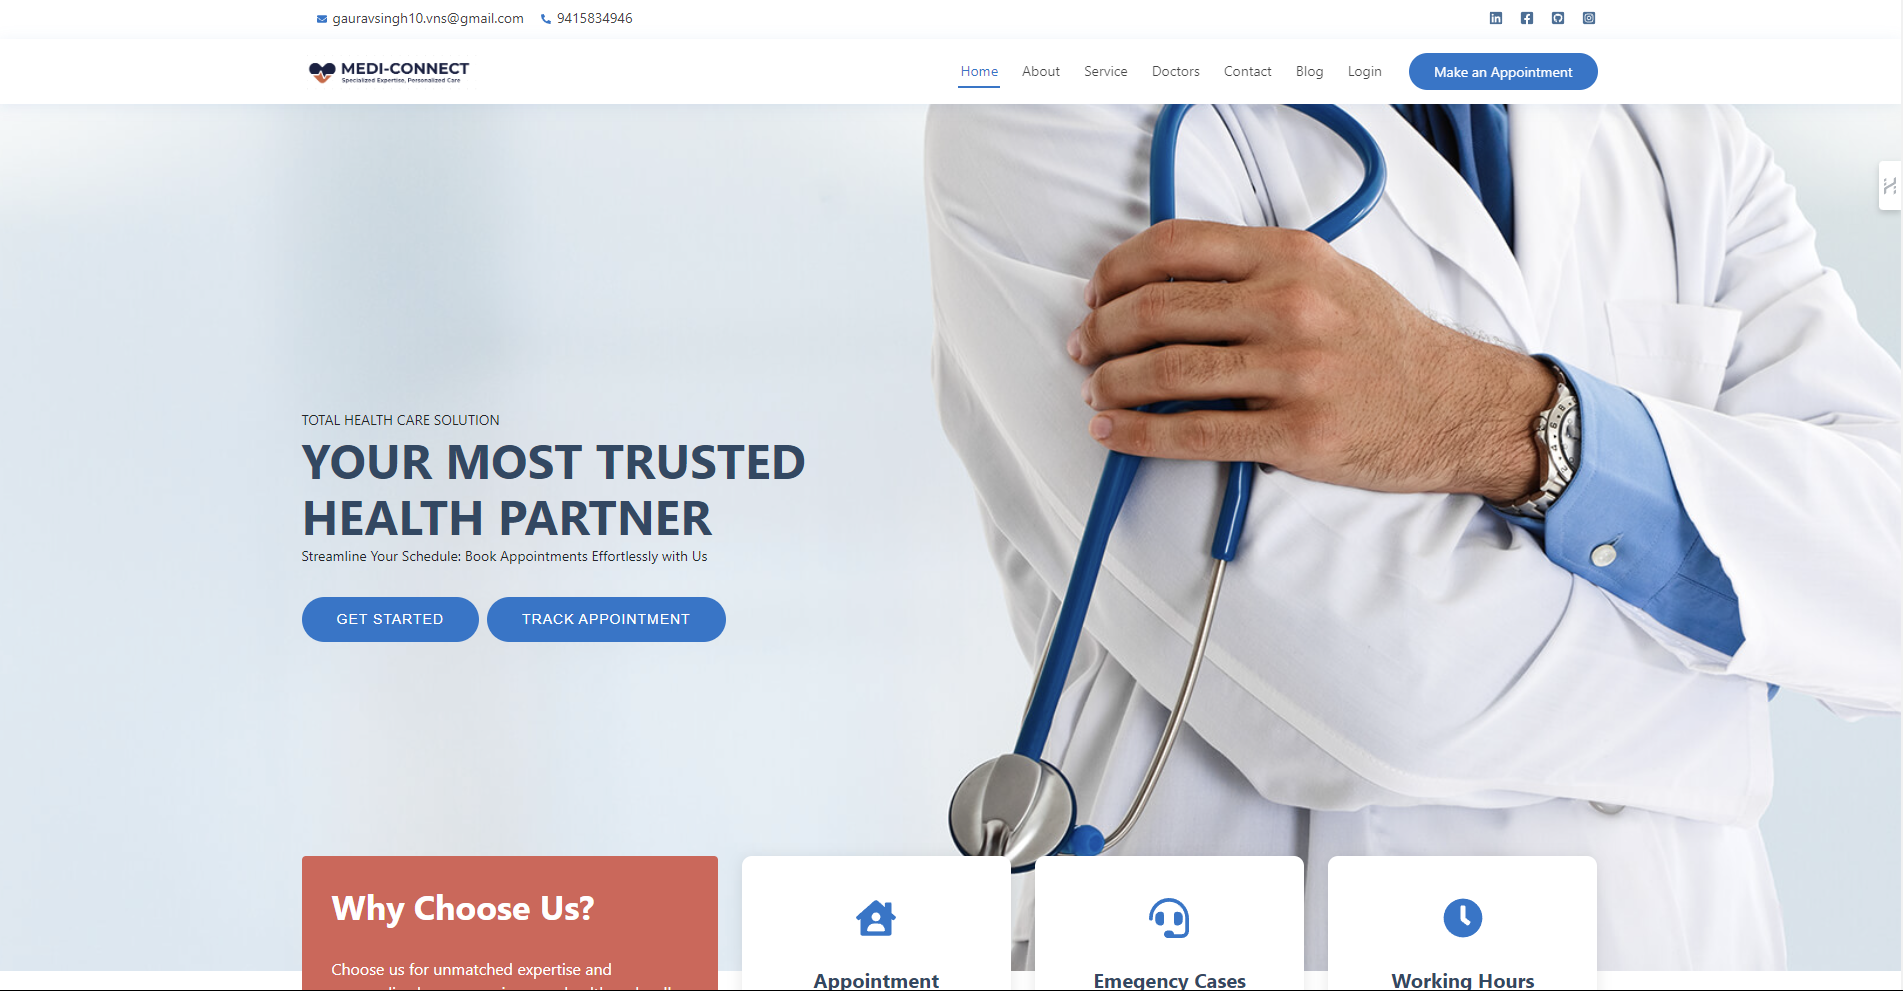 gauravsingh10.vns@gmail.com 9415834946
MEDI-CONNECT
Specialized Expertise, Personalized Care
Home About Service Doctors Contact Blog Login Make an Appointment
TOTAL HEALTH CARE SOLUTION
YOUR MOST TRUSTED
HEALTH PARTNER
Streamline Your Schedule: Book Appointments Effortlessly with Us
GET STARTED TRACK APPOINTMENT
Why Choose Us?
Choose us for unmatched expertise and
Appointment
Emegency Cases
Working Hours